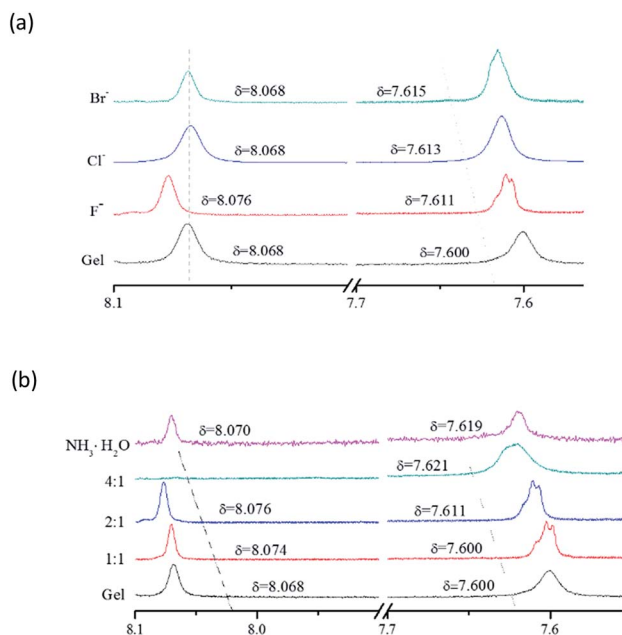 (a)
Br⁻ δ=8.068 δ=7.615
Cl⁻ δ=8.068 δ=7.613
F⁻ δ=8.076 δ=7.611
Gel δ=8.068 δ=7.600
8.1 7.7 7.6
(b)
NH₃·H₂O δ=8.070 δ=7.619
4:1 δ=7.621
2:1 δ=8.076 δ=7.611
1:1 δ=8.074 δ=7.600
Gel δ=8.068 δ=7.600
8.1 8.0 7.6